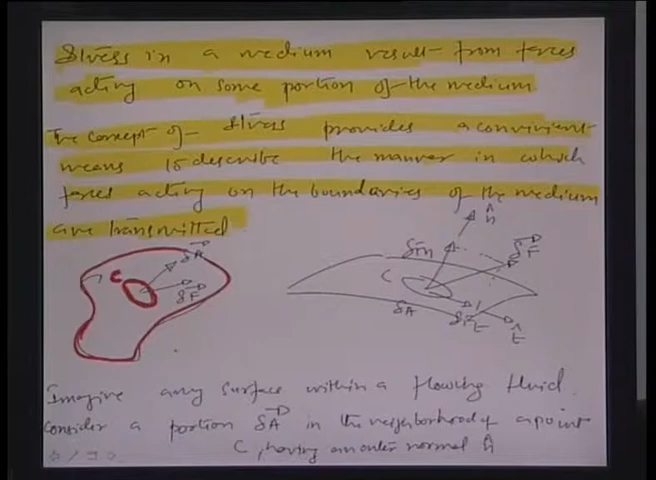 Stress in a medium result from forces
acting on some portion of the medium
The concept of stress provides a convinient
means to describe the manner in which
forces acting on the boundaries of the medium
are transmitted
n̂
δA⃗ δFn δF⃗
C C
δF⃗ δA δFt t̂
Imagine any surface within a flowing fluid.
Consider a portion δA⃗ in the neighborhood of a point
C, having an outer normal n̂